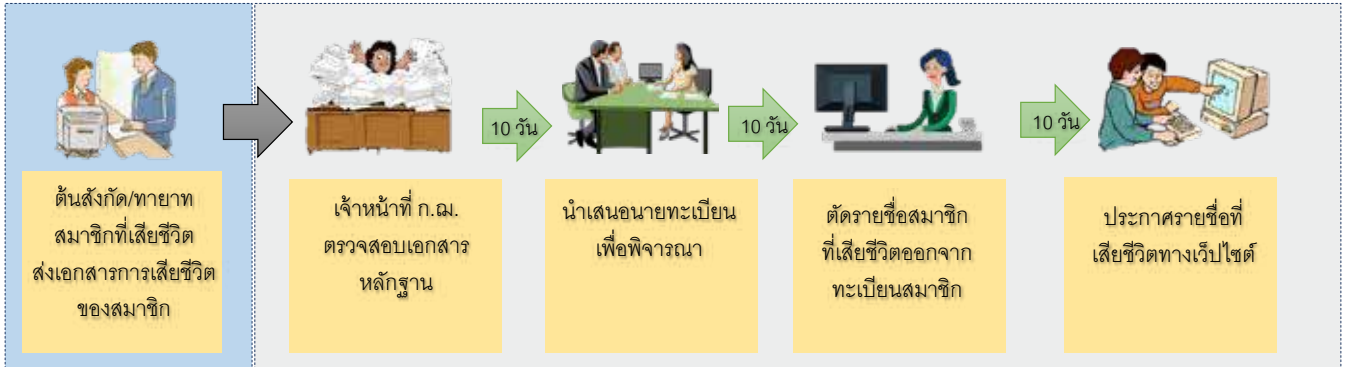 ต้นสังกัด/ทายาท
สมาชิกที่เสียชีวิต
ส่งเอกสารการเสียชีวิต
ของสมาชิก
เจ้าหน้าที่ ก.ฌ.
ตรวจสอบเอกสาร
หลักฐาน
10 วัน
นำเสนอนายทะเบียน
เพื่อพิจารณา
10 วัน
ตัดรายชื่อสมาชิก
ที่เสียชีวิตออกจาก
ทะเบียนสมาชิก
10 วัน
ประกาศรายชื่อที่
เสียชีวิตทางเว็ปไซต์